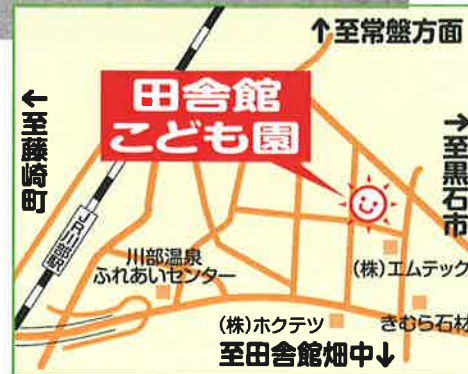 ↑至常盤方面
田舎館
こども園
←至藤崎町
→至黒石市
JR川部駅
川部温泉
ふれあいセンター
(株)エムテック
(株)ホクテツ
きむら石材
至田舎館畑中↓